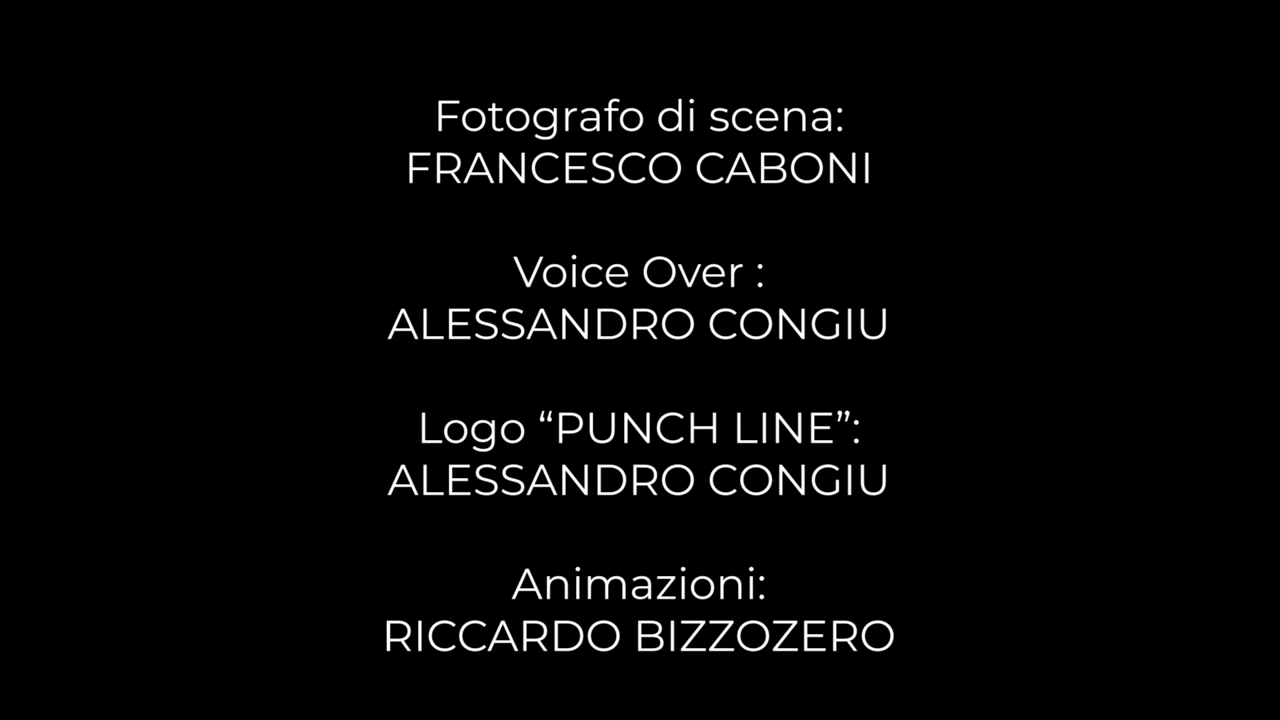 Fotografo di scena:
FRANCESCO CABONI
Voice Over :
ALESSANDRO CONGIU
Logo “PUNCH LINE”:
ALESSANDRO CONGIU
Animazioni:
RICCARDO BIZZOZERO